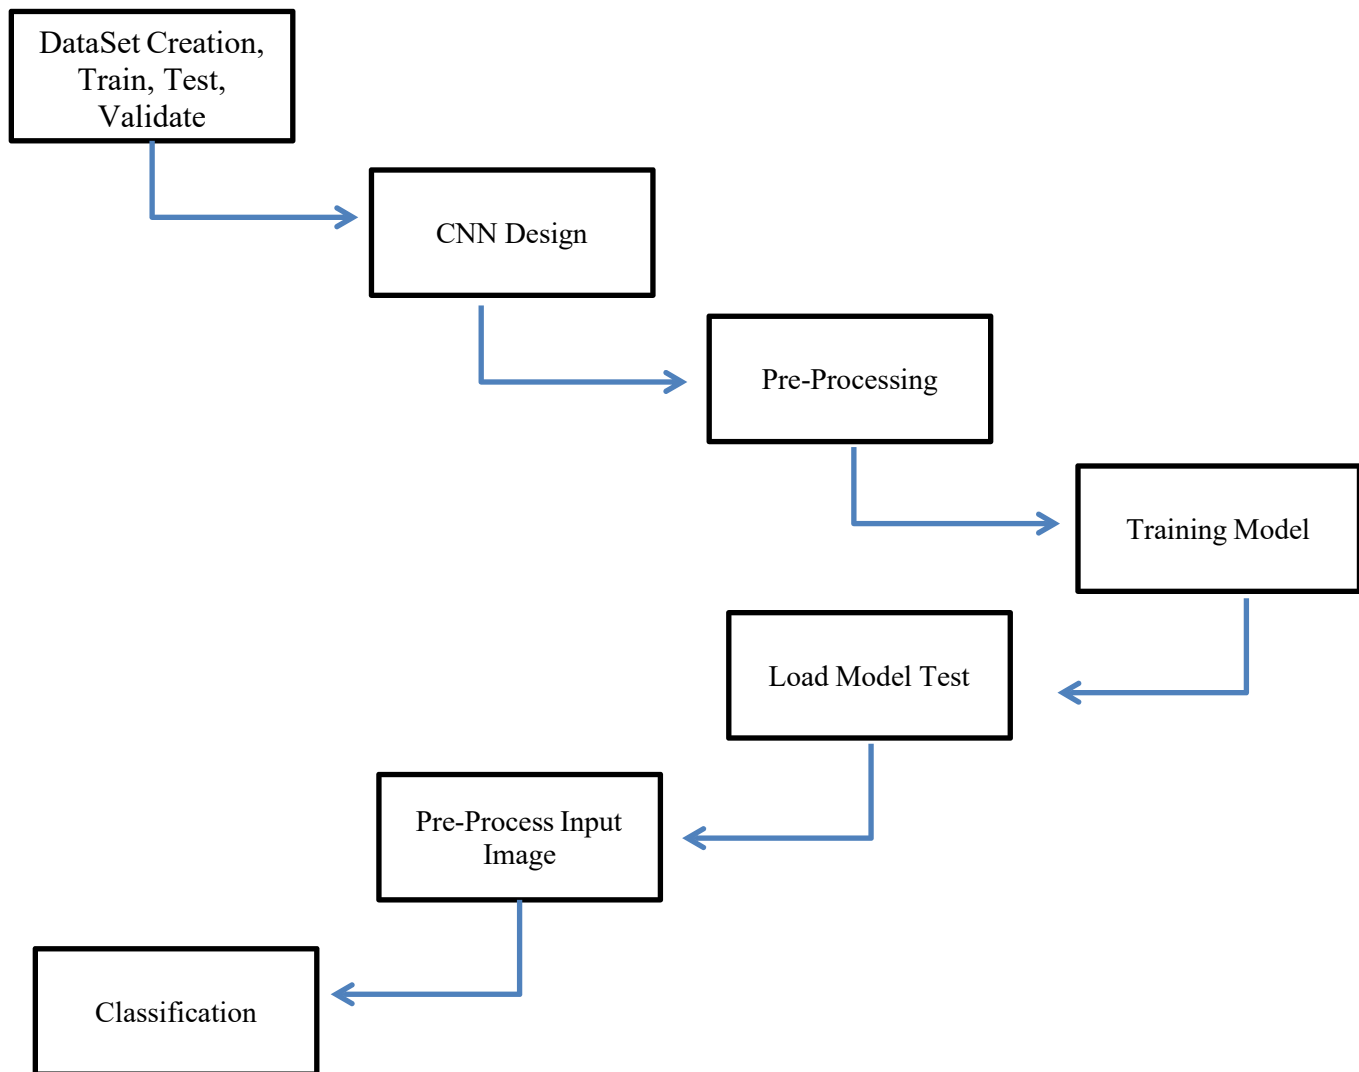 DataSet Creation,
Train, Test,
Validate
CNN Design
Pre-Processing
Training Model
Load Model Test
Pre-Process Input
Image
Classification